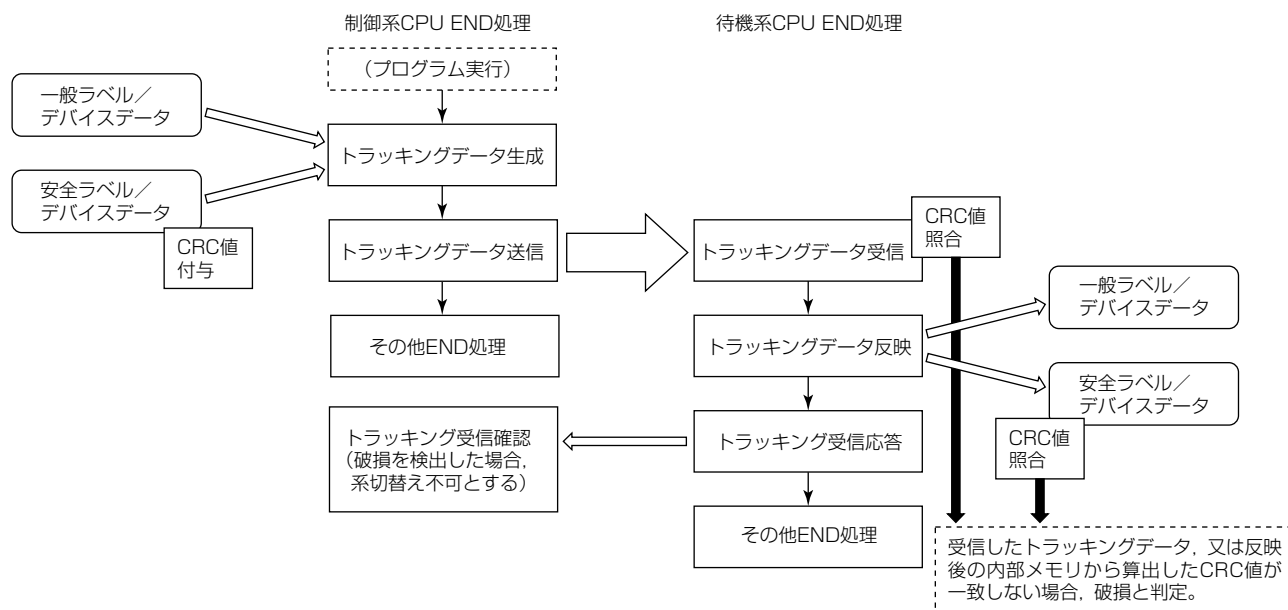 制御系CPU END処理
待機系CPU END処理
(プログラム実行)
一般ラベル／
デバイスデータ
トラッキングデータ生成
安全ラベル／
デバイスデータ
CRC値
付与
トラッキングデータ送信
トラッキングデータ受信
CRC値
照合
一般ラベル／
デバイスデータ
その他END処理
トラッキングデータ反映
安全ラベル／
デバイスデータ
CRC値
照合
トラッキング受信確認
(破損を検出した場合,
系切替え不可とする)
トラッキング受信応答
その他END処理
受信したトラッキングデータ, 又は反映
後の内部メモリから算出したCRC値が
一致しない場合, 破損と判定。